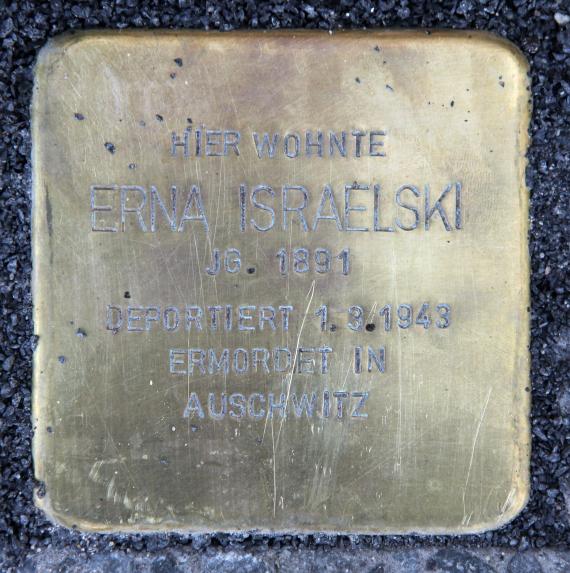 HIER WOHNTE
ERNA ISRAELSKI
JG. 1891
DEPORTIERT 1.3.1943
ERMORDET IN
AUSCHWITZ